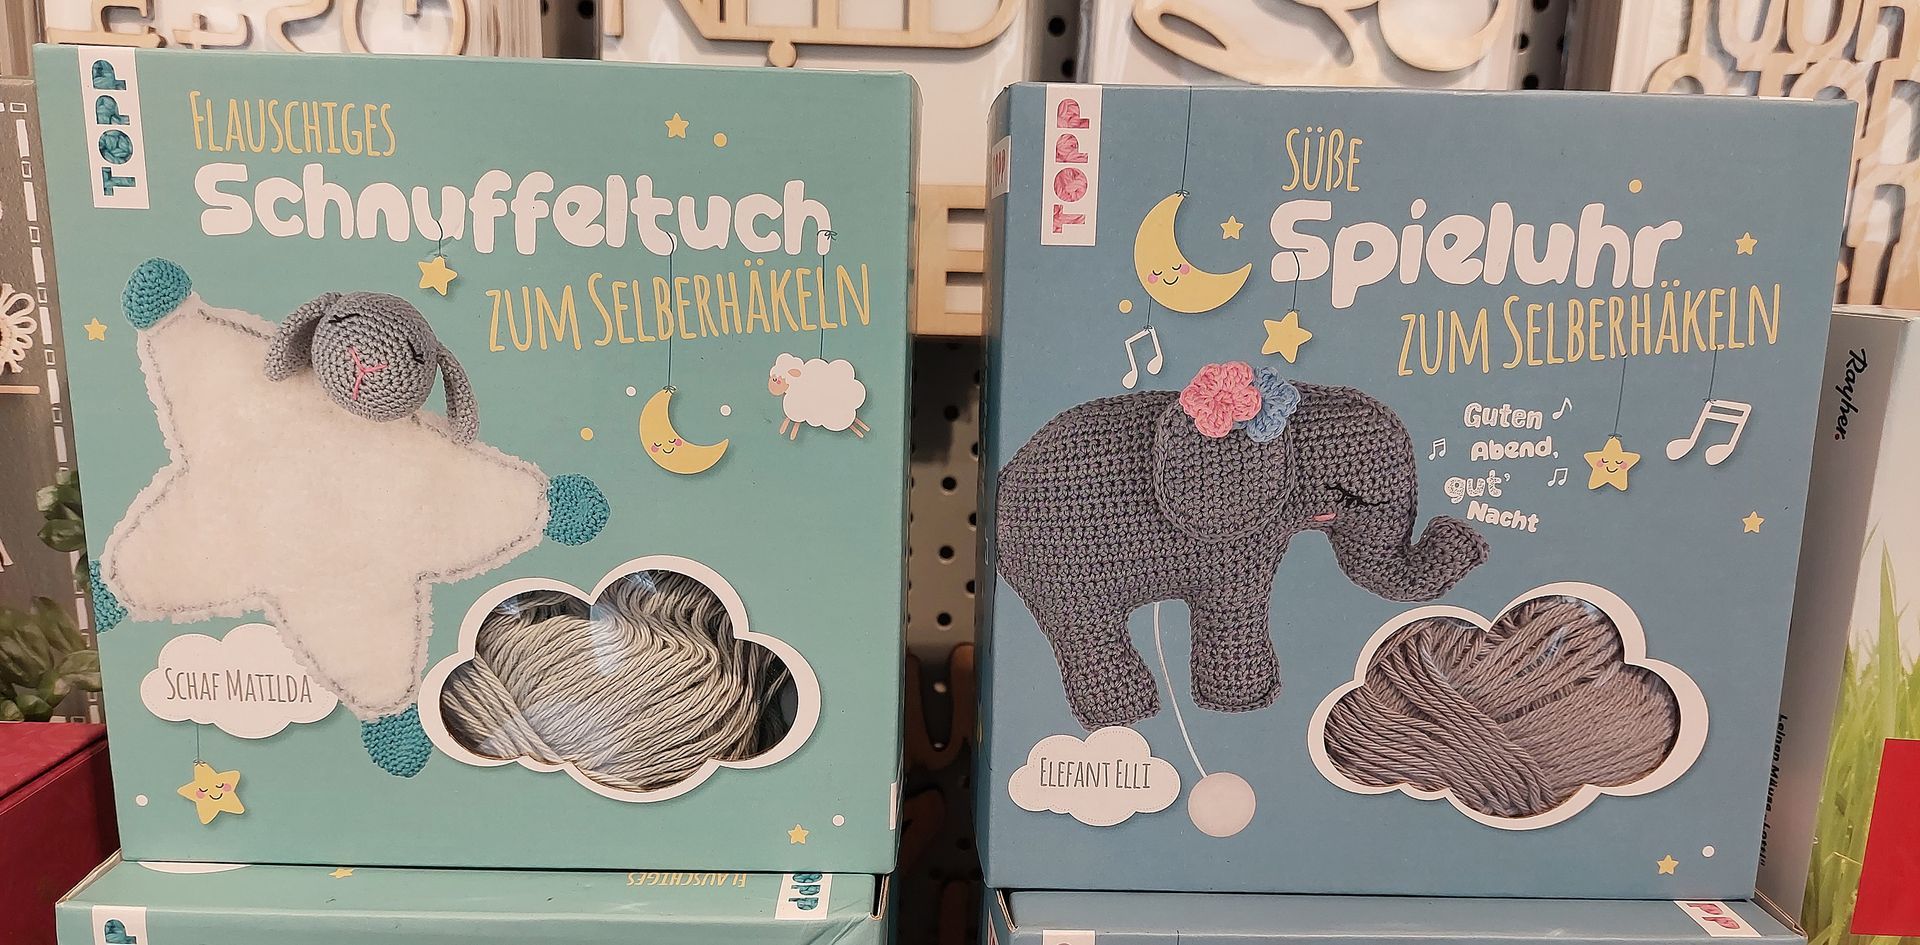 TOPP
FLAUSCHIGES
Schnuffeltuch
ZUM SELBERHÄKELN
SCHAF MATILDA
TOPP
SÜßE
Spieluhr
ZUM SELBERHÄKELN
Guten
Abend,
gut'
Nacht
ELEFANT ELLI
Rayher.
FLAUSCHIGES